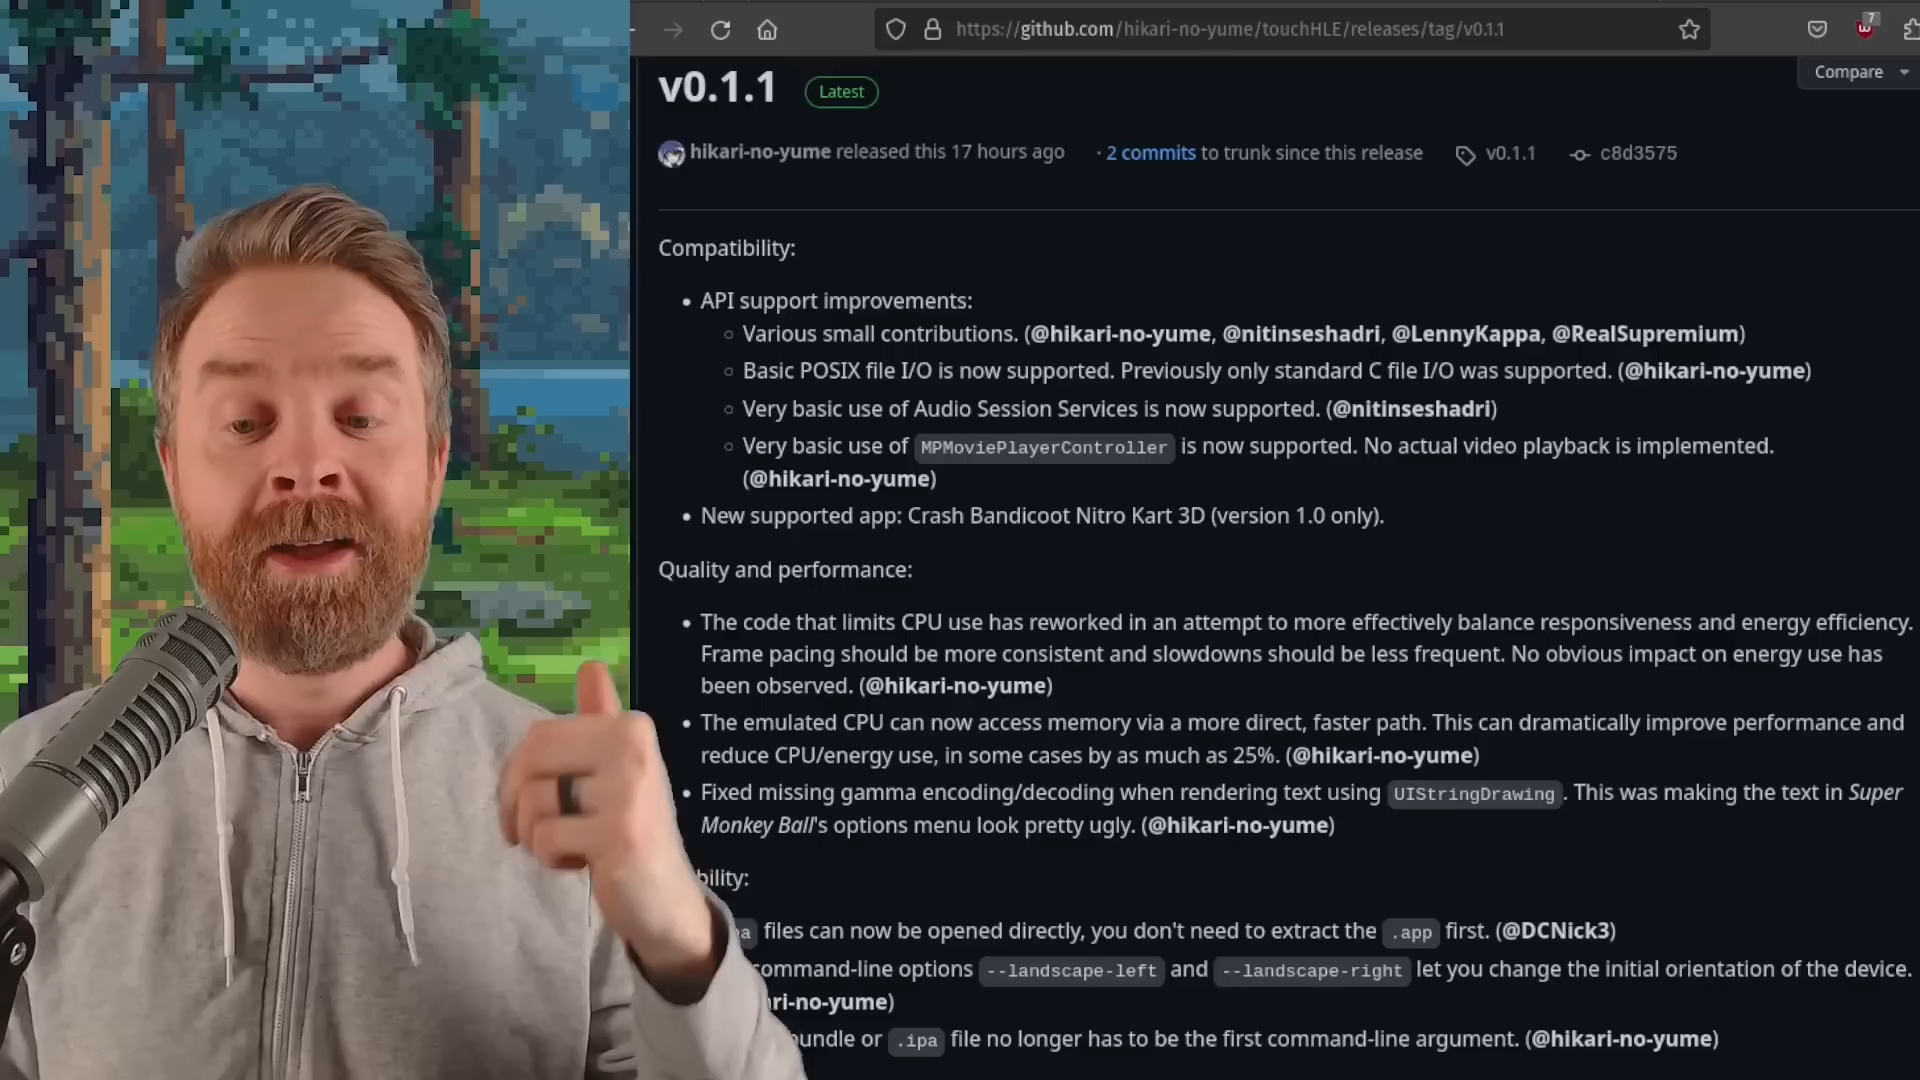 https://github.com/hikari-no-yume/touchHLE/releases/tag/v0.1.1
7
Compare
v0.1.1
Latest
hikari-no-yume released this 17 hours ago
· 2 commits to trunk since this release
v0.1.1
c8d3575
Compatibility:
• API support improvements:
Various small contributions. (@hikari-no-yume, @nitinseshadri, @LennyKappa, @RealSupremium)
Basic POSIX file I/O is now supported. Previously only standard C file I/O was supported. (@hikari-no-yume)
Very basic use of Audio Session Services is now supported. (@nitinseshadri)
Very basic use of MPMoviePlayerController is now supported. No actual video playback is implemented.
(@hikari-no-yume)
• New supported app: Crash Bandicoot Nitro Kart 3D (version 1.0 only).
Quality and performance:
• The code that limits CPU use has reworked in an attempt to more effectively balance responsiveness and energy efficiency.
Frame pacing should be more consistent and slowdowns should be less frequent. No obvious impact on energy use has
been observed. (@hikari-no-yume)
• The emulated CPU can now access memory via a more direct, faster path. This can dramatically improve performance and
reduce CPU/energy use, in some cases by as much as 25%. (@hikari-no-yume)
• Fixed missing gamma encoding/decoding when rendering text using UIStringDrawing. This was making the text in Super
Monkey Ball's options menu look pretty ugly. (@hikari-no-yume)
bility:
pa files can now be opened directly, you don't need to extract the .app first. (@DCNick3)
command-line options --landscape-left and --landscape-right let you change the initial orientation of the device.
ri-no-yume)
bundle or .ipa file no longer has to be the first command-line argument. (@hikari-no-yume)